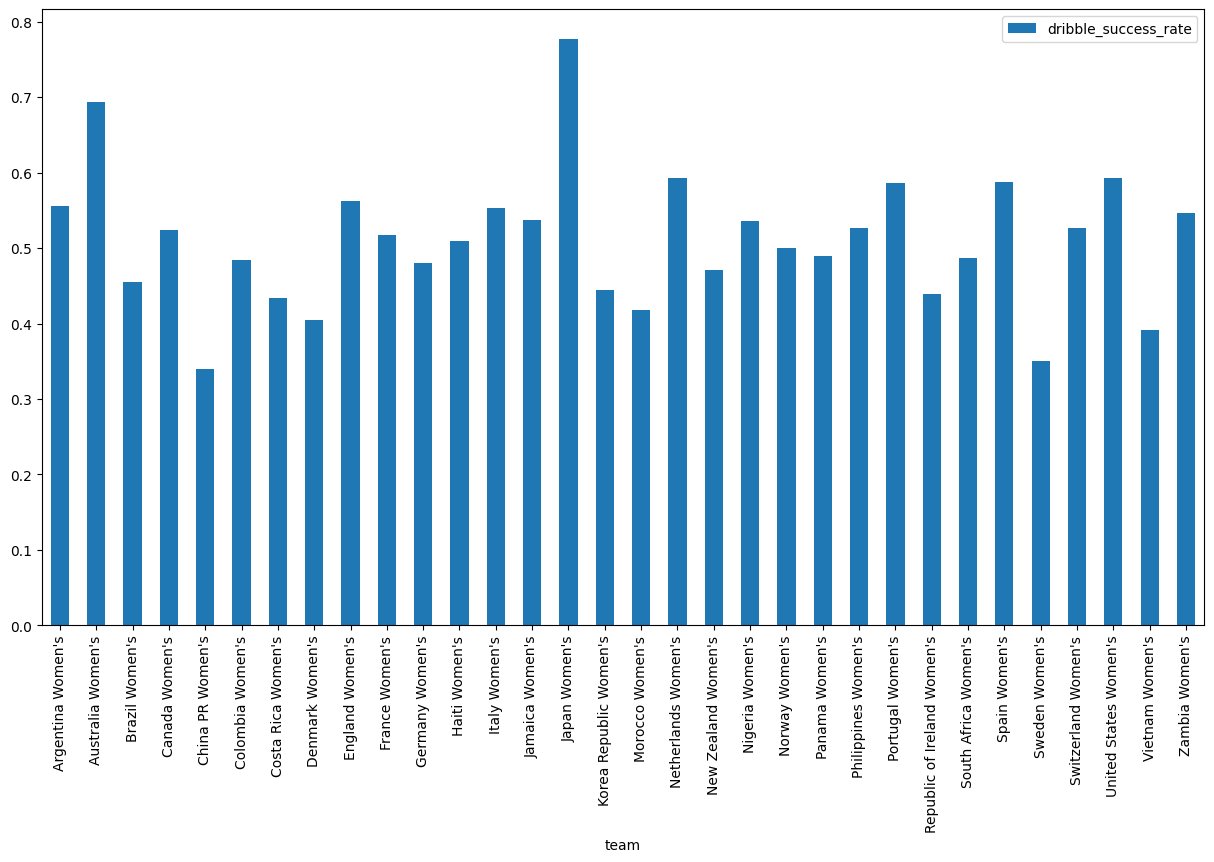 dribble_success_rate
0.8
0.7
0.6
0.5
0.4
0.3
0.2
0.1
0.0
Argentina Women's
Australia Women's
Brazil Women's
Canada Women's
China PR Women's
Colombia Women's
Costa Rica Women's
Denmark Women's
England Women's
France Women's
Germany Women's
Haiti Women's
Italy Women's
Jamaica Women's
Japan Women's
Korea Republic Women's
Morocco Women's
Netherlands Women's
New Zealand Women's
Nigeria Women's
Norway Women's
Panama Women's
Philippines Women's
Portugal Women's
Republic of Ireland Women's
South Africa Women's
Spain Women's
Sweden Women's
Switzerland Women's
United States Women's
Vietnam Women's
Zambia Women's
team